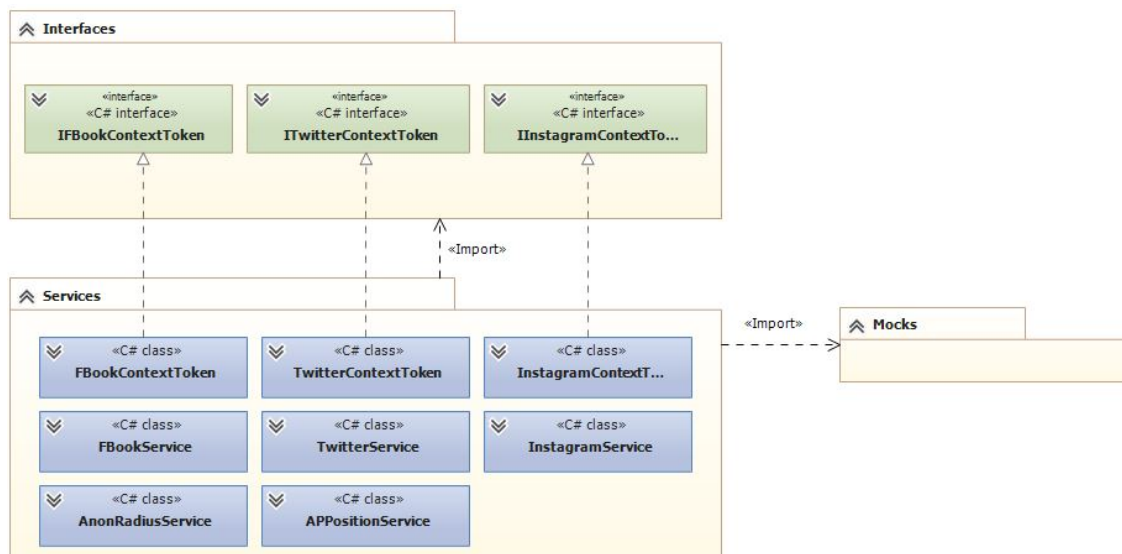 Interfaces
«interface»
«C# interface»
IFBookContextToken
«interface»
«C# interface»
ITwitterContextToken
«interface»
«C# interface»
IInstagramContextTo...
«Import»
Services
«C# class»
FBookContextToken
«C# class»
TwitterContextToken
«C# class»
InstagramContextT...
«C# class»
FBookService
«C# class»
TwitterService
«C# class»
InstagramService
«C# class»
AnonRadiusService
«C# class»
APPositionService
«Import»
Mocks